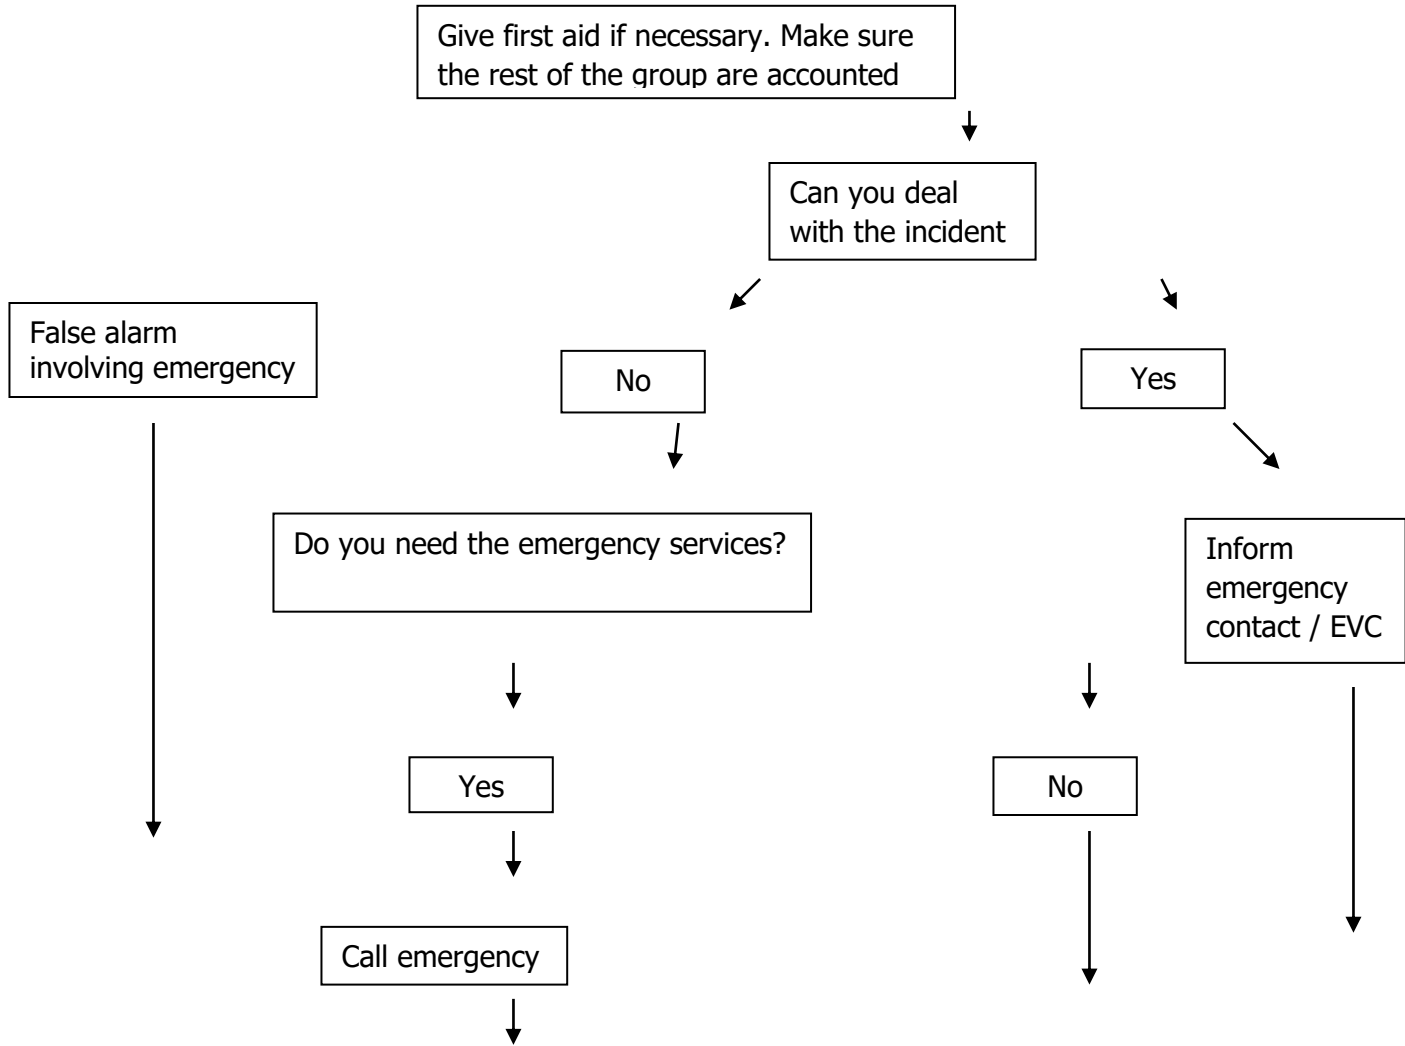 Give first aid if necessary. Make sure
the rest of the group are accounted
Can you deal
with the incident
False alarm
involving emergency
No
Yes
Do you need the emergency services?
Inform
emergency
contact / EVC
Yes
No
Call emergency